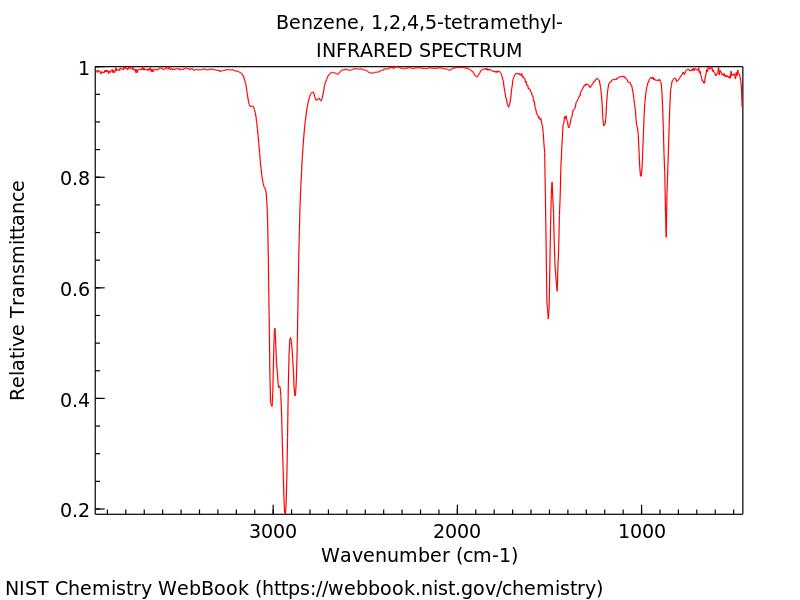 Benzene, 1,2,4,5-tetramethyl-
INFRARED SPECTRUM
1
0.8
0.6
0.4
0.2
Relative Transmittance
3000 2000 1000
Wavenumber (cm-1)
NIST Chemistry WebBook (https://webbook.nist.gov/chemistry)